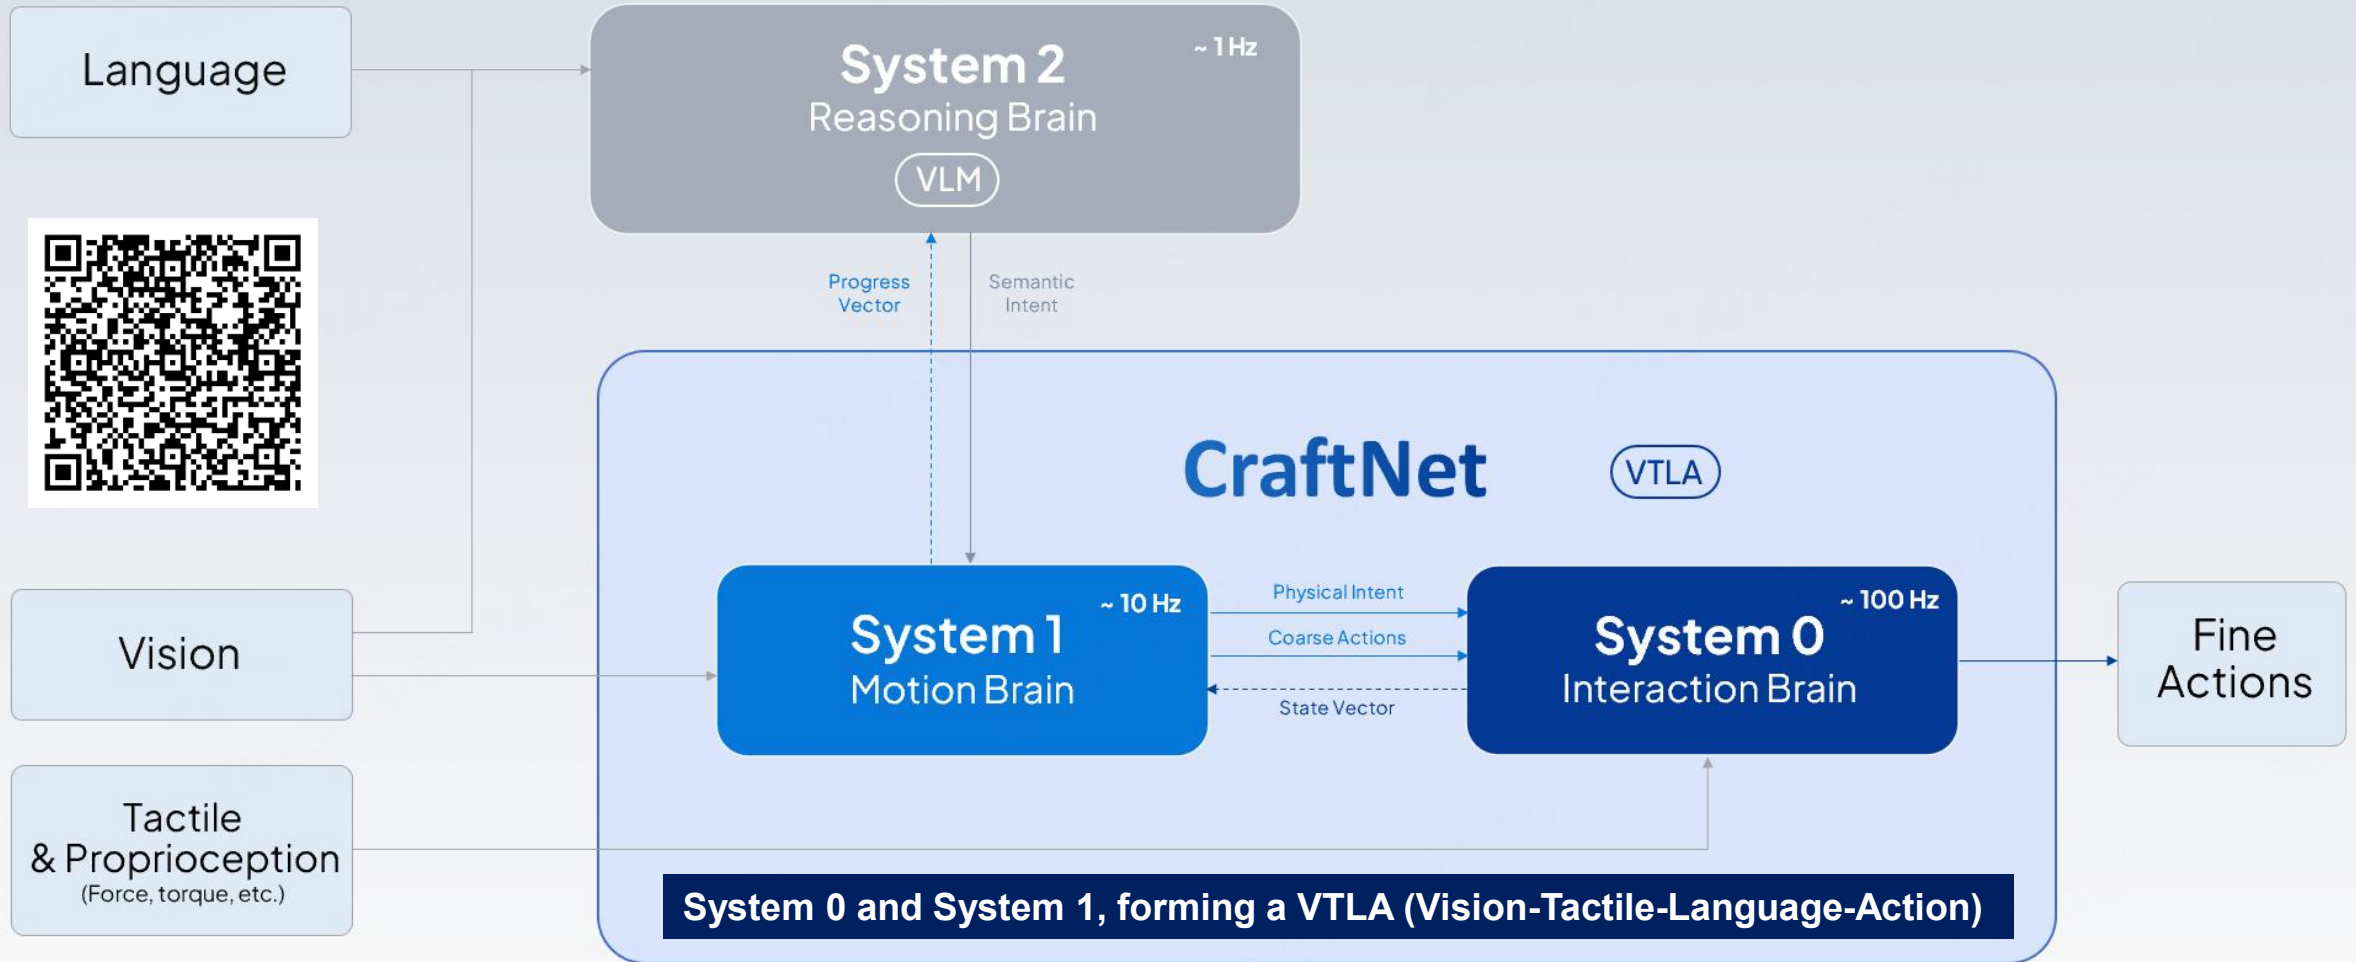 Language
System 2
~ 1 Hz
Reasoning Brain
VLM
Progress
Vector
Semantic
Intent
CraftNet
VTLA
Vision
System 1
~ 10 Hz
Motion Brain
Physical Intent
Coarse Actions
State Vector
System 0
~ 100 Hz
Interaction Brain
Fine
Actions
Tactile
& Proprioception
(Force, torque, etc.)
System 0 and System 1, forming a VTLA (Vision-Tactile-Language-Action)